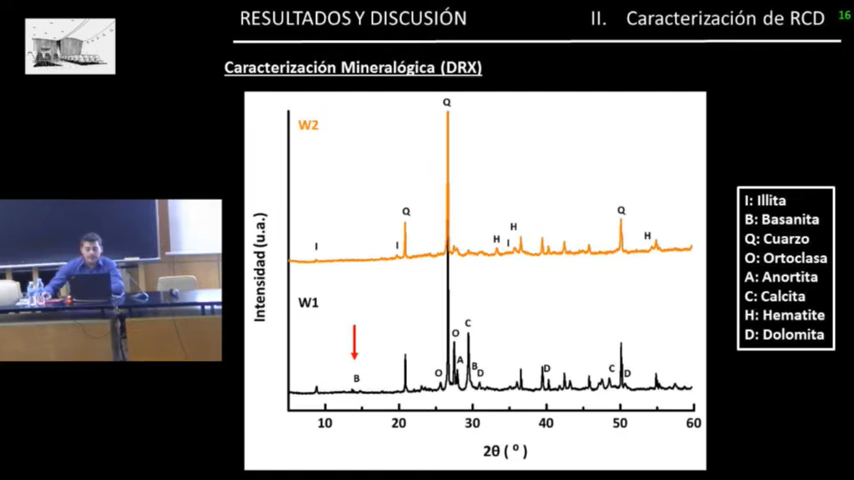 RESULTADOS Y DISCUSIÓN
II. Caracterización de RCD
16
Caracterización Mineralógica (DRX)
W2
Q
Q
I
I
H
I
H
Q
H
W1
B
O
O
A
C
B
D
D
C
D
Intensidad (u.a.)
10 20 30 40 50 60
2θ ( º )
I: Illita
B: Basanita
Q: Cuarzo
O: Ortoclasa
A: Anortita
C: Calcita
H: Hematite
D: Dolomita